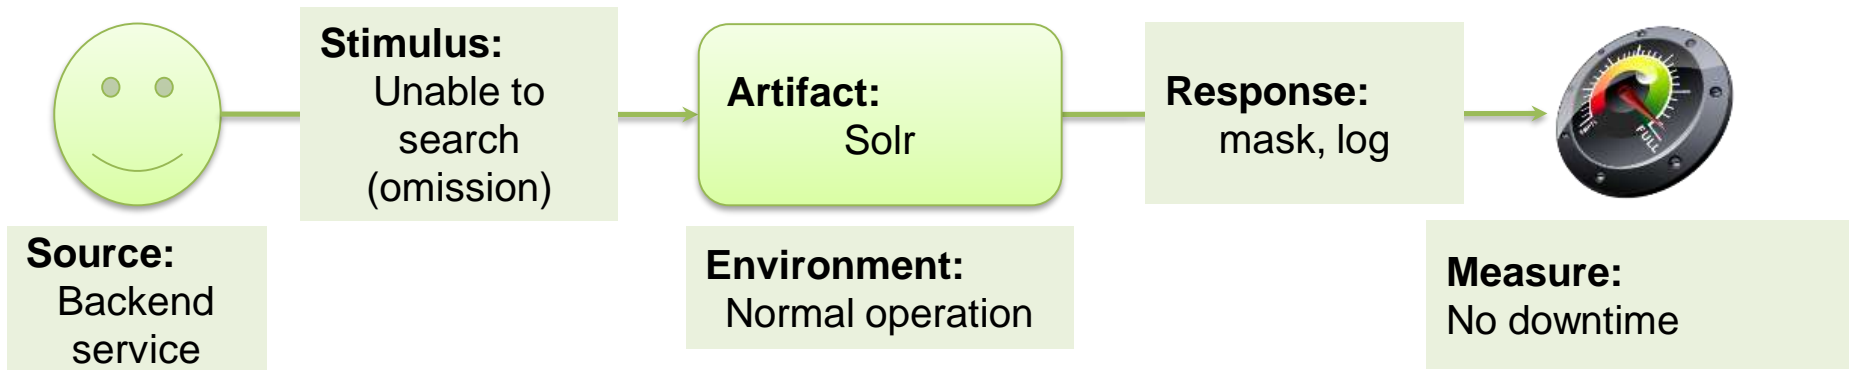 Stimulus:
Unable to
search
(omission)
Artifact:
Solr
Response:
mask, log
FULL
Source:
Backend
service
Environment:
Normal operation
Measure:
No downtime